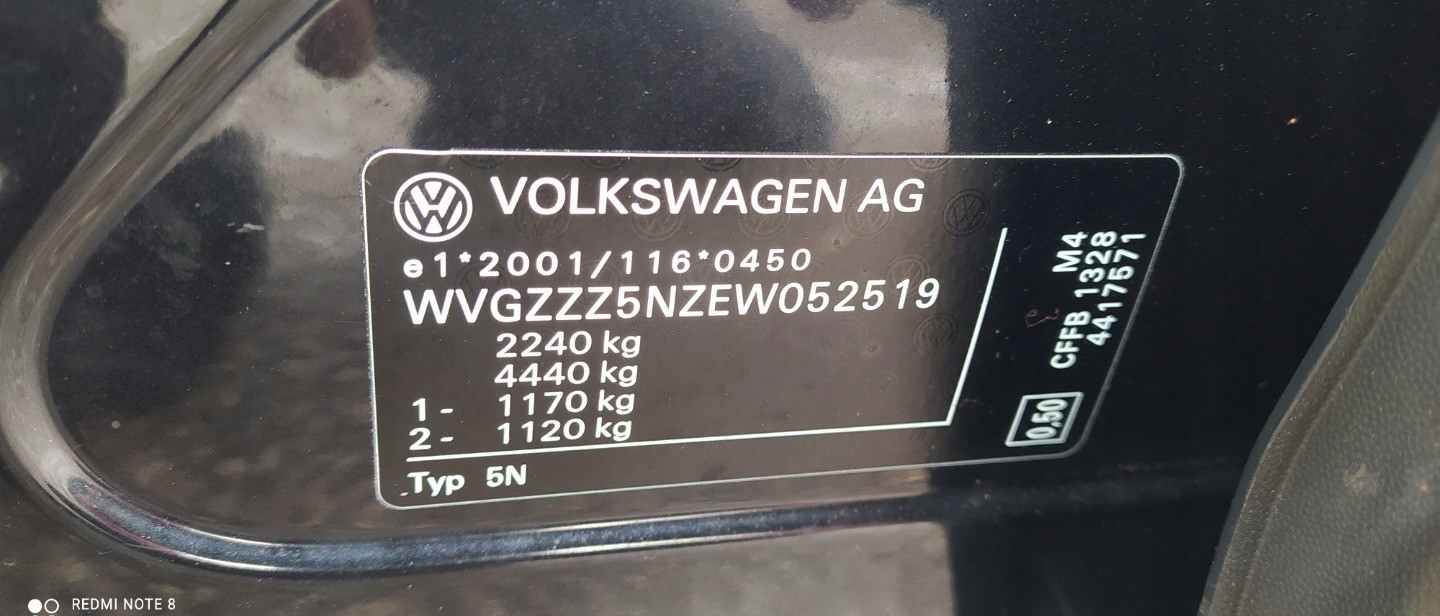 VOLKSWAGEN AG
e1*2001/116*0450
WVGZZZ5NZEW052519
2240 kg
4440 kg
1- 1170 kg
2- 1120 kg
Typ 5N
M4
CFFB 1328
4417571
0,50
REDMI NOTE 8